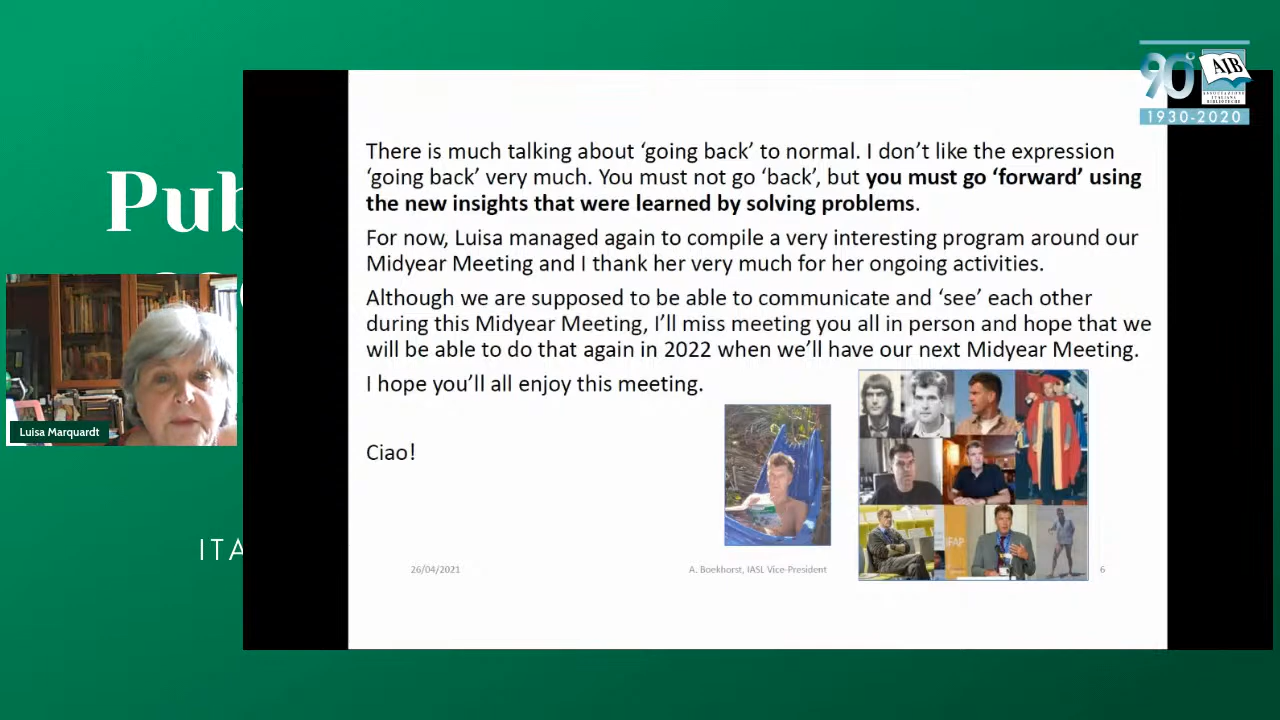 90°
AIB
ASSOCIAZIONE
ITALIANA
BIBLIOTECHE
1930-2020
Pub
There is much talking about ‘going back’ to normal. I don’t like the expression
‘going back’ very much. You must not go ‘back’, but you must go ‘forward’ using
the new insights that were learned by solving problems.
For now, Luisa managed again to compile a very interesting program around our
Midyear Meeting and I thank her very much for her ongoing activities.
Although we are supposed to be able to communicate and ‘see’ each other
during this Midyear Meeting, I’ll miss meeting you all in person and hope that we
will be able to do that again in 2022 when we’ll have our next Midyear Meeting.
I hope you’ll all enjoy this meeting.
Luisa Marquardt
Ciao!
ITA
IFAP
26/04/2021
A. Boekhorst, IASL Vice-President
6